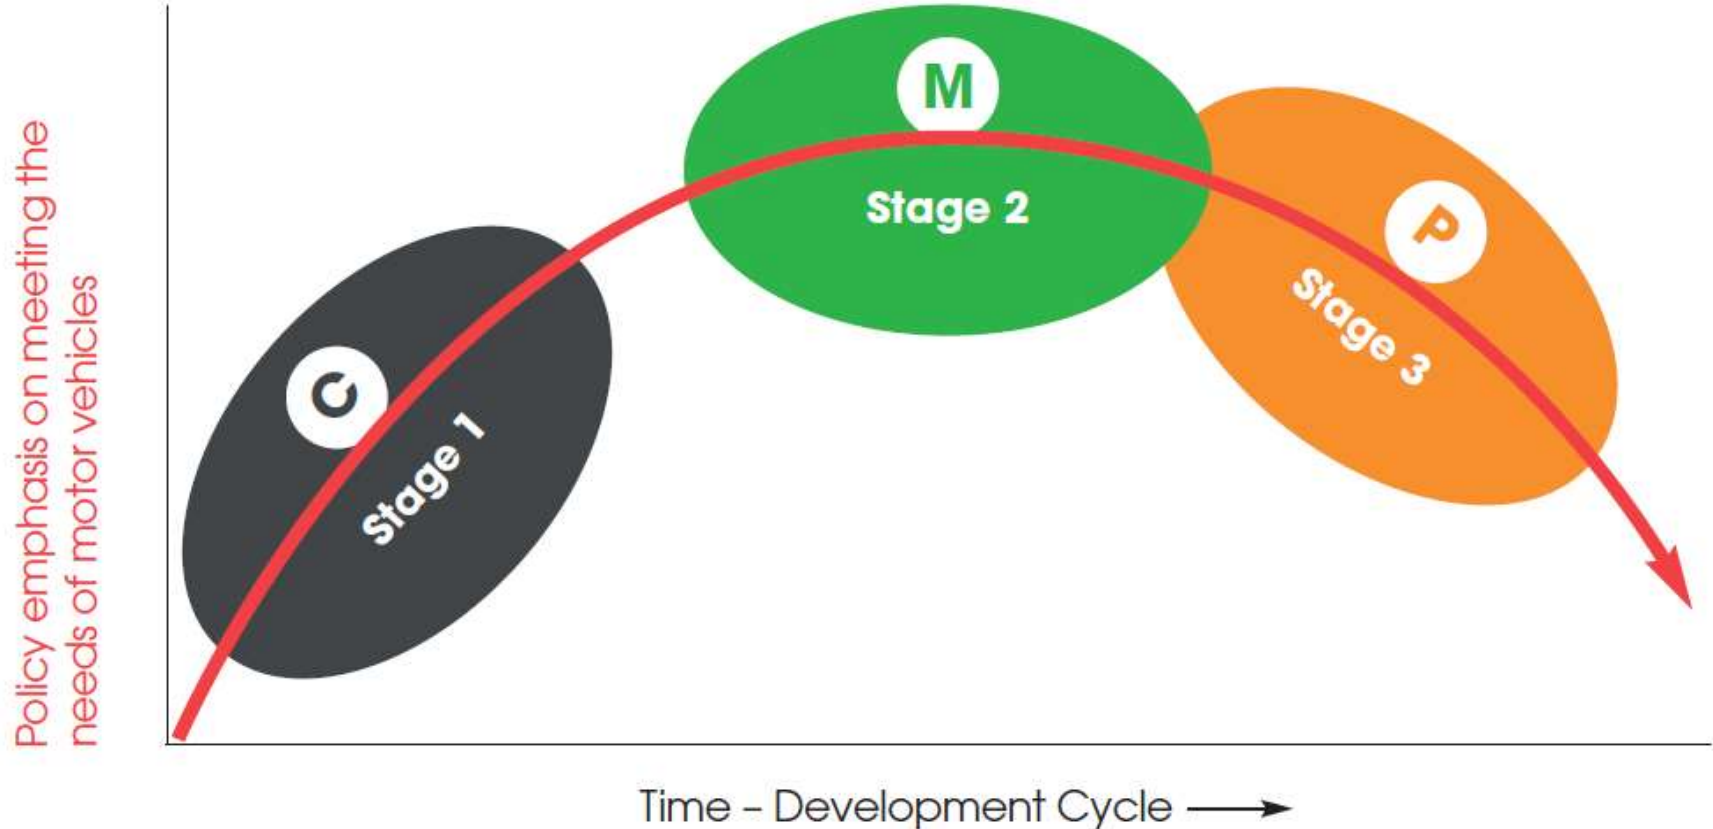 Policy emphasis on meeting the
needs of motor vehicles
C
Stage 1
M
Stage 2
P
Stage 3
Time – Development Cycle